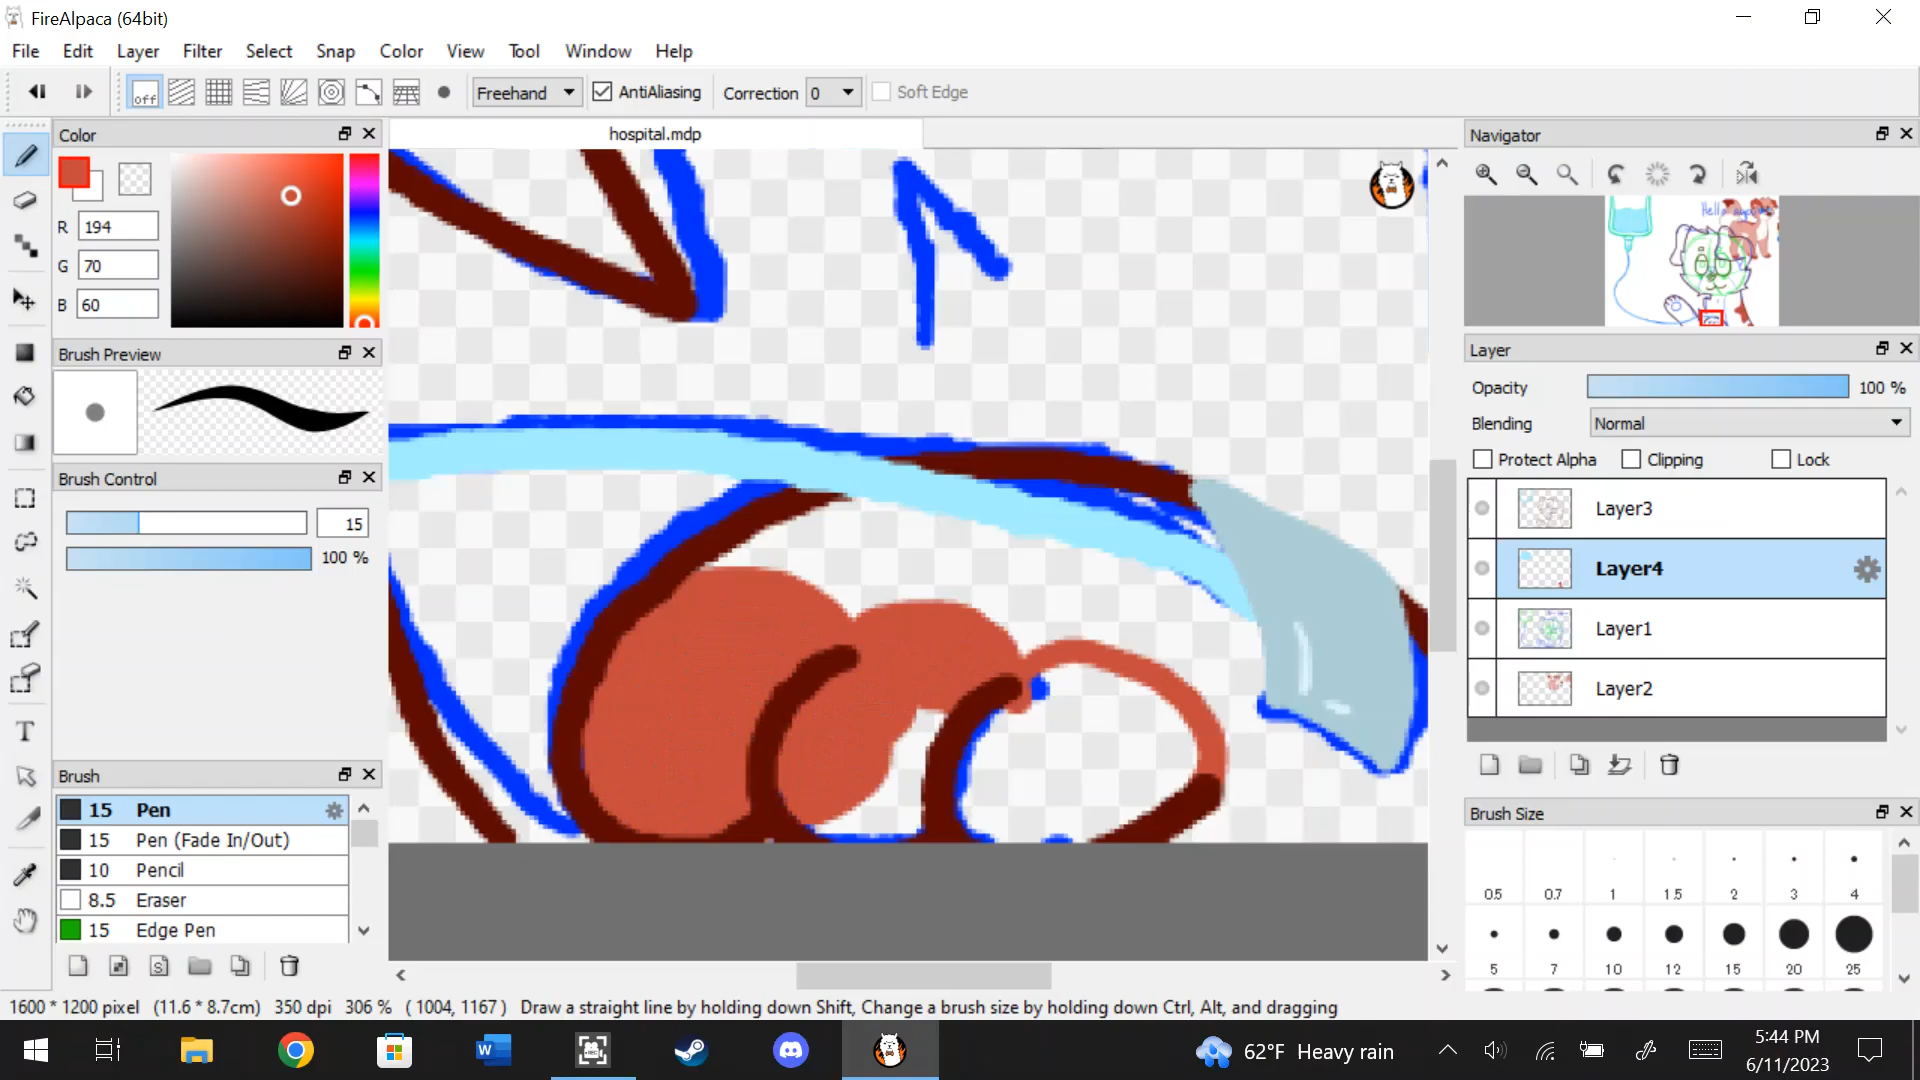 FireAlpaca (64bit)
File Edit Layer Filter Select Snap Color View Tool Window Help
off Freehand AntiAliasing Correction 0 Soft Edge
Color
hospital.mdp
Navigator
R 194
G 70
B 60
Hello
Brush Preview
Layer
Opacity 100 %
Blending Normal
Protect Alpha Clipping Lock
Brush Control
15
100 %
Layer3
Layer4
Layer1
Layer2
Brush
15 Pen
15 Pen (Fade In/Out)
10 Pencil
8.5 Eraser
15 Edge Pen
S
T
Brush Size
0.5 0.7 1 1.5 2 3 4
5 7 10 12 15 20 25
1600 * 1200 pixel (11.6 * 8.7cm) 350 dpi 306 % ( 1004, 1167 ) Draw a straight line by holding down Shift, Change a brush size by holding down Ctrl, Alt, and dragging
W
REC
62°F Heavy rain
5:44 PM
6/11/2023